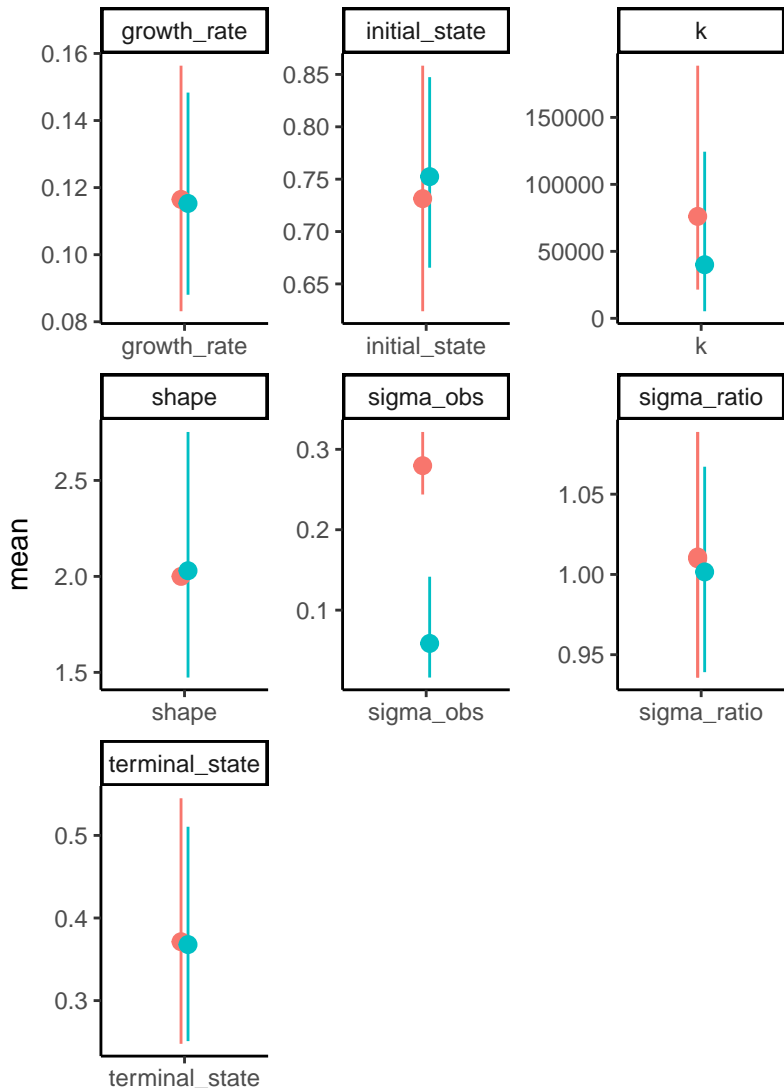 growth_rate
initial_state
k
0.16
0.14
0.12
0.10
0.08
0.85
0.80
0.75
0.70
0.65
150000
100000
50000
0
growth_rate
initial_state
k
shape
sigma_obs
sigma_ratio
2.5
2.0
1.5
0.3
0.2
0.1
1.05
1.00
0.95
mean
shape
sigma_obs
sigma_ratio
terminal_state
0.5
0.4
0.3
terminal_state